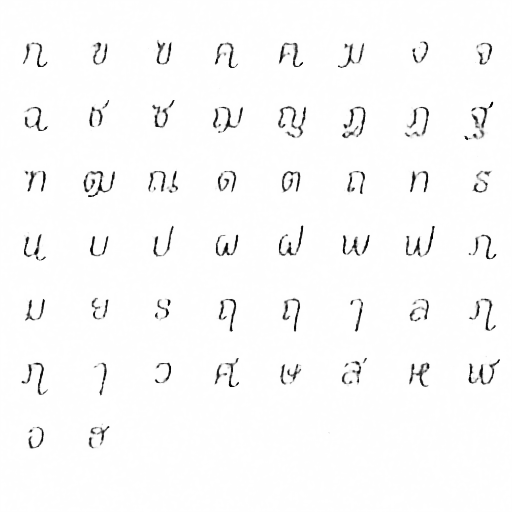 ก ข ฃ ค ฅ ฆ ง จ
ฉ ช ซ ฌ ญ ฎ ฏ ฐ
ฑ ฒ ณ ด ต ถ ท ธ
น บ ป ผ ฝ พ ฟ ภ
ม ย ร ฤ ฤ ๅ ล ฦ
ฦ ๅ ว ศ ษ ส ห ฬ
อ ฮ